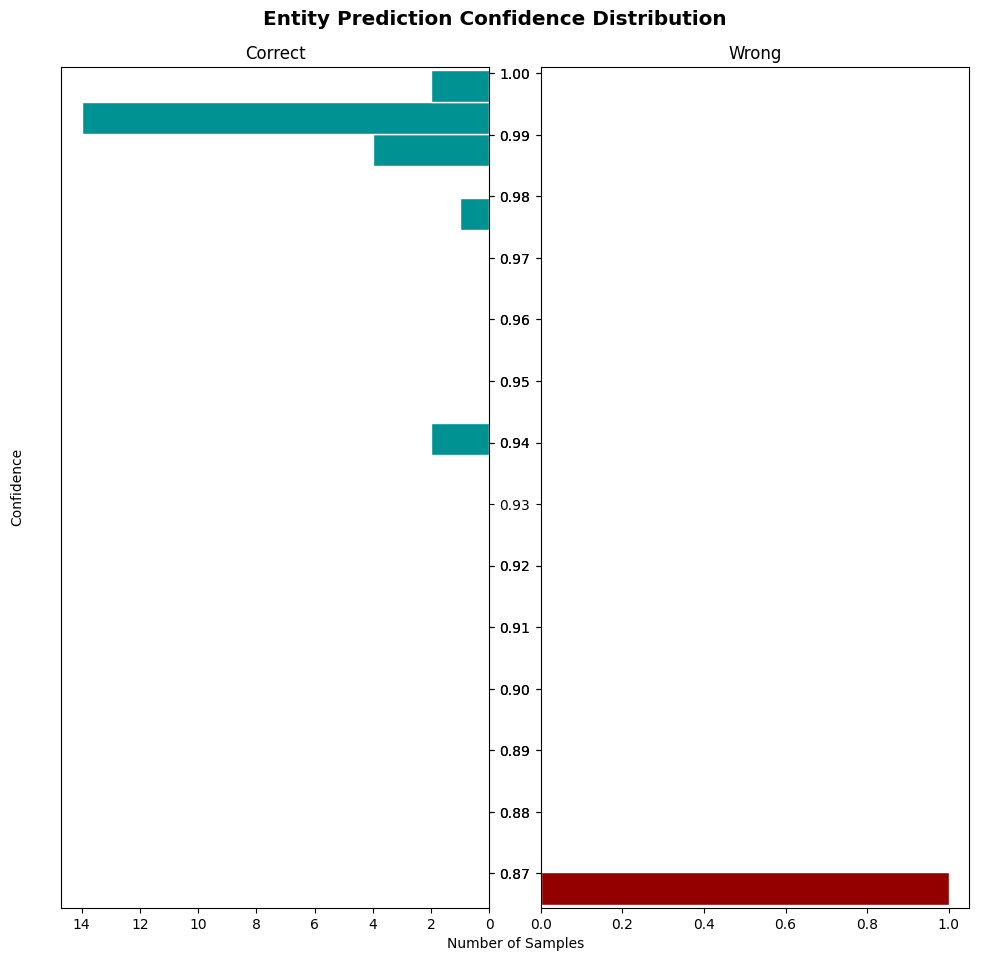 Entity Prediction Confidence Distribution
Correct
Wrong
1.00
0.99
0.98
0.97
0.96
0.95
0.94
0.93
0.92
0.91
0.90
0.89
0.88
0.87
Confidence
14 12 10 8 6 4 2 0
0.0 0.2 0.4 0.6 0.8 1.0
Number of Samples